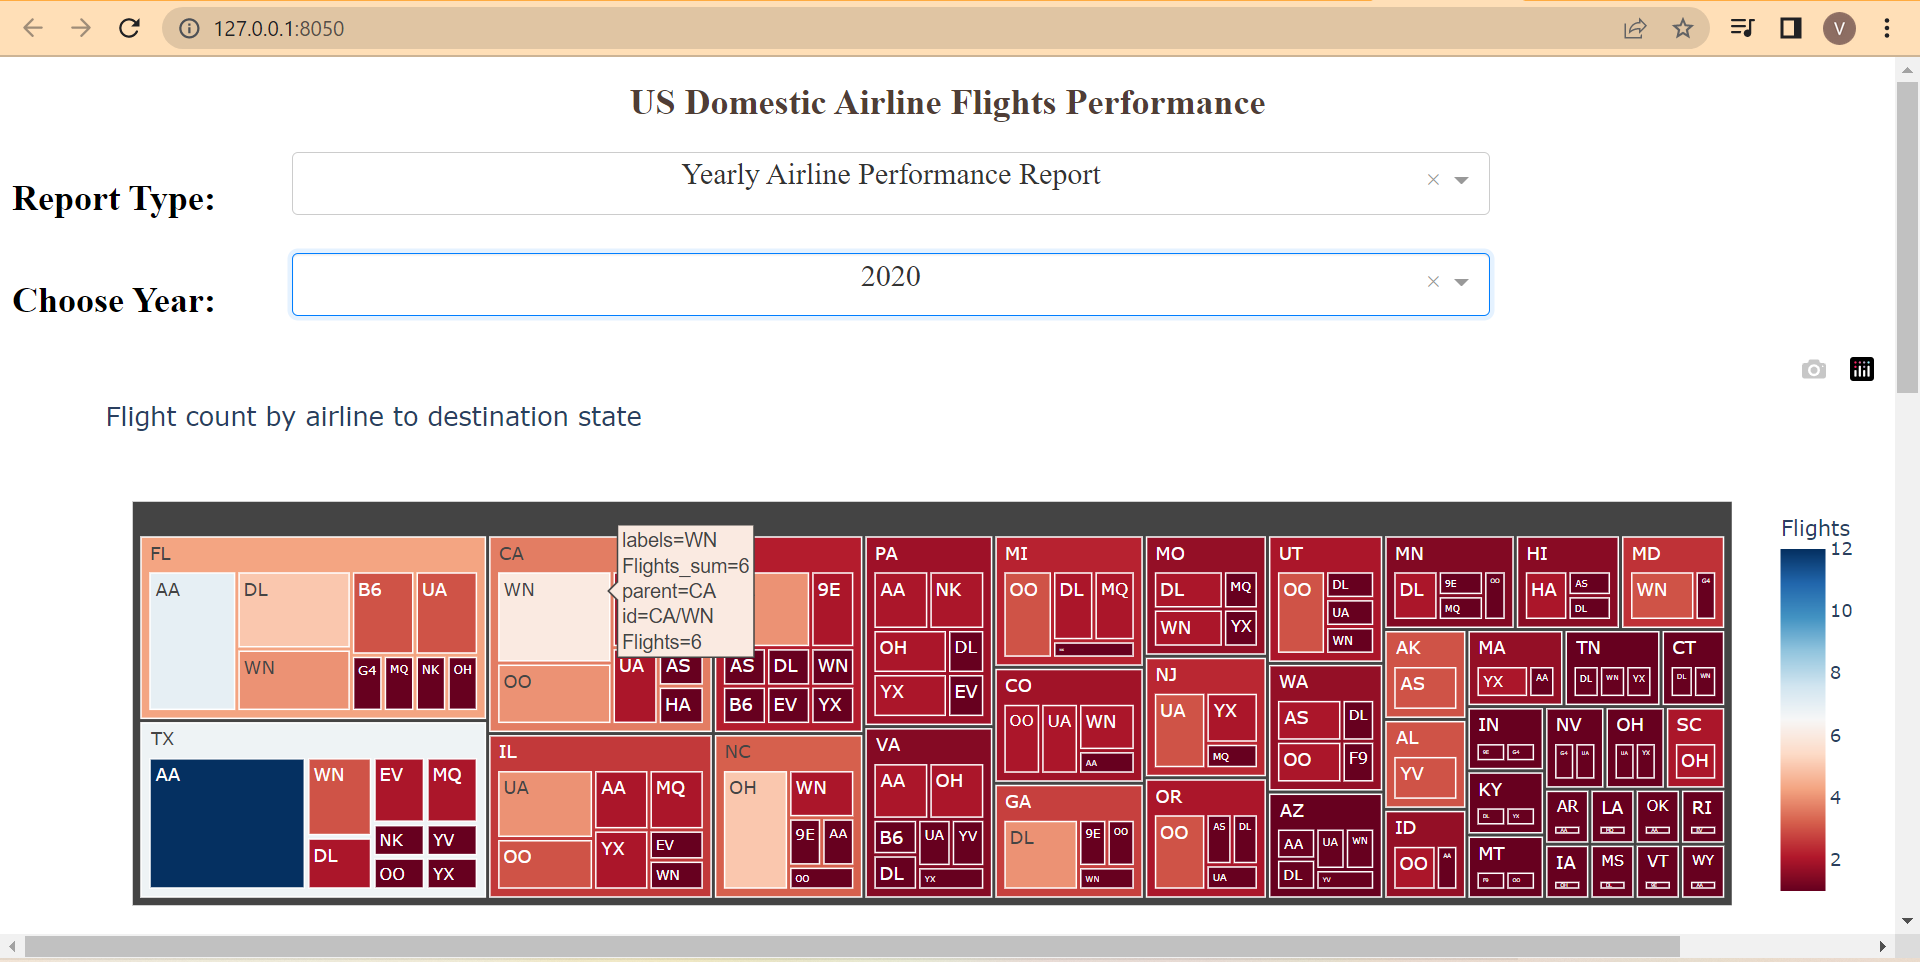 127.0.0.1:8050
V
US Domestic Airline Flights Performance
Report Type:
Yearly Airline Performance Report
Choose Year:
2020
Flight count by airline to destination state
labels=WN
Flights_sum=6
parent=CA
id=CA/WN
Flights=6
FL
AA
DL
B6
UA
WN
G4
MQ
NK
OH
TX
AA
WN
EV
MQ
DL
NK
YV
OO
YX
CA
WN
OO
UA
AS
HA
IL
UA
AA
MQ
OO
YX
EV
WN
9E
AS
DL
WN
B6
EV
YX
NC
OH
WN
9E
AA
OO
PA
AA
NK
OH
DL
YX
EV
VA
AA
OH
B6
UA
YV
DL
YX
MI
OO
DL
MQ
CO
OO
UA
WN
AA
GA
DL
9E
OO
WN
MO
DL
MQ
WN
YX
NJ
UA
YX
MQ
OR
OO
AS
DL
UA
UT
OO
DL
UA
WN
WA
AS
DL
OO
F9
AZ
AA
UA
WN
DL
YV
MN
DL
9E
OO
MQ
HI
HA
AS
DL
MD
WN
G4
AK
AS
AL
YV
ID
OO
AA
MA
YX
AA
TN
DL
WN
YX
CT
DL
WN
IN
9E
G4
NV
G4
UA
OH
UA
YX
SC
OH
KY
DL
YX
MT
F9
OO
AR
AA
LA
OK
AA
RI
IA
MS
VT
WY
Flights
12
10
8
6
4
2